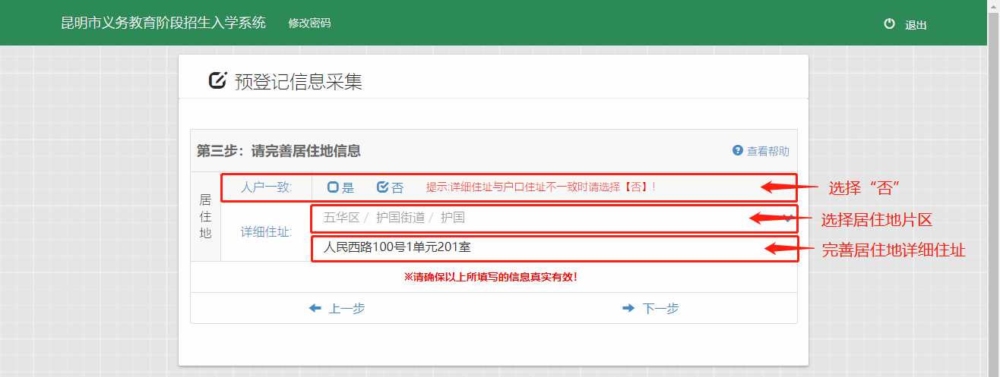 昆明市义务教育阶段招生入学系统 修改密码 退出
预登记信息采集
第三步：请完善居住地信息 查看帮助
居住地
人户一致: 是 否 提示:详细住址与户口住址不一致时请选择【否】! 选择“否”
详细住址: 五华区 / 护国街道 / 护国 选择居住地片区
人民西路100号1单元201室 完善居住地详细住址
※请确保以上所填写的信息真实有效!
上一步 下一步